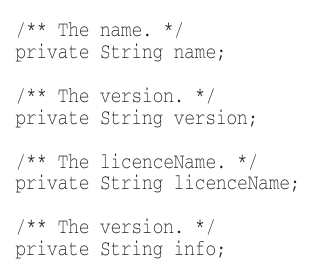 /** The name. */
private String name;
/** The version. */
private String version;
/** The licenceName. */
private String licenceName;
/** The version. */
private String info;